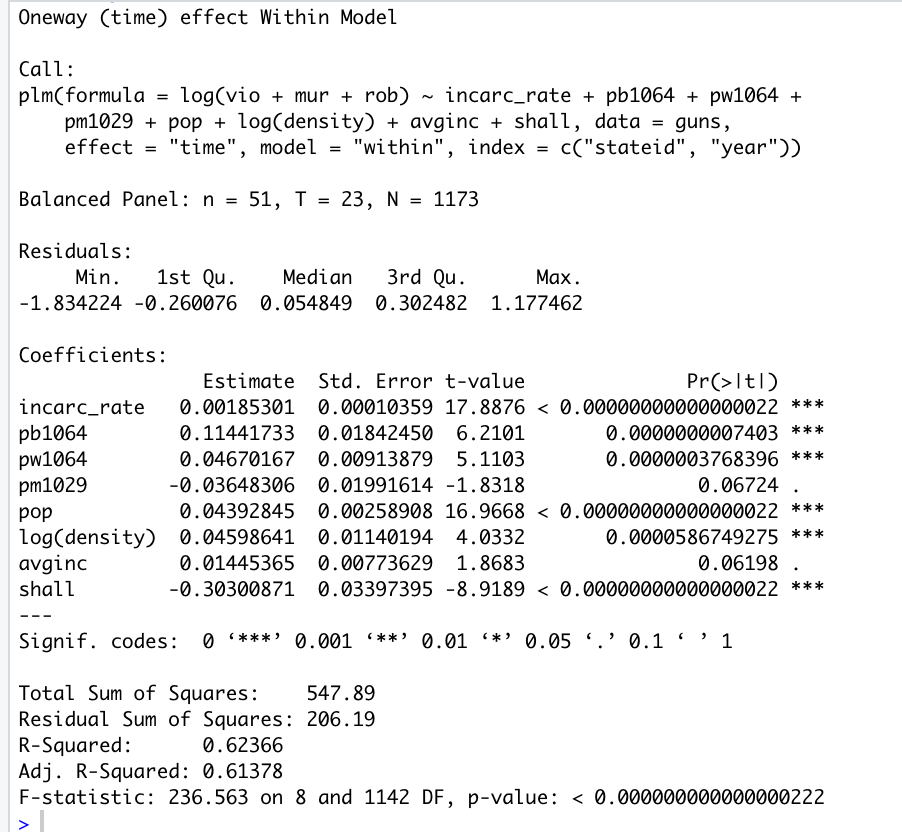 Oneway (time) effect Within Model
Call:
plm(formula = log(vio + mur + rob) ~ incarc_rate + pb1064 + pw1064 +
pm1029 + pop + log(density) + avginc + shall, data = guns,
effect = "time", model = "within", index = c("stateid", "year"))
Balanced Panel: n = 51, T = 23, N = 1173
Residuals:
Min. 1st Qu. Median 3rd Qu. Max.
-1.834224 -0.260076 0.054849 0.302482 1.177462
Coefficients:
Estimate Std. Error t-value Pr(>|t|)
incarc_rate 0.00185301 0.00010359 17.8876 < 0.00000000000000022 ***
pb1064 0.11441733 0.01842450 6.2101 0.0000000007403 ***
pw1064 0.04670167 0.00913879 5.1103 0.0000003768396 ***
pm1029 -0.03648306 0.01991614 -1.8318 0.06724 .
pop 0.04392845 0.00258908 16.9668 < 0.00000000000000022 ***
log(density) 0.04598641 0.01140194 4.0332 0.0000586749275 ***
avginc 0.01445365 0.00773629 1.8683 0.06198 .
shall -0.30300871 0.03397395 -8.9189 < 0.00000000000000022 ***
---
Signif. codes: 0 ‘***’ 0.001 ‘**’ 0.01 ‘*’ 0.05 ‘.’ 0.1 ‘ ’ 1
Total Sum of Squares: 547.89
Residual Sum of Squares: 206.19
R-Squared: 0.62366
Adj. R-Squared: 0.61378
F-statistic: 236.563 on 8 and 1142 DF, p-value: < 0.000000000000000222
>